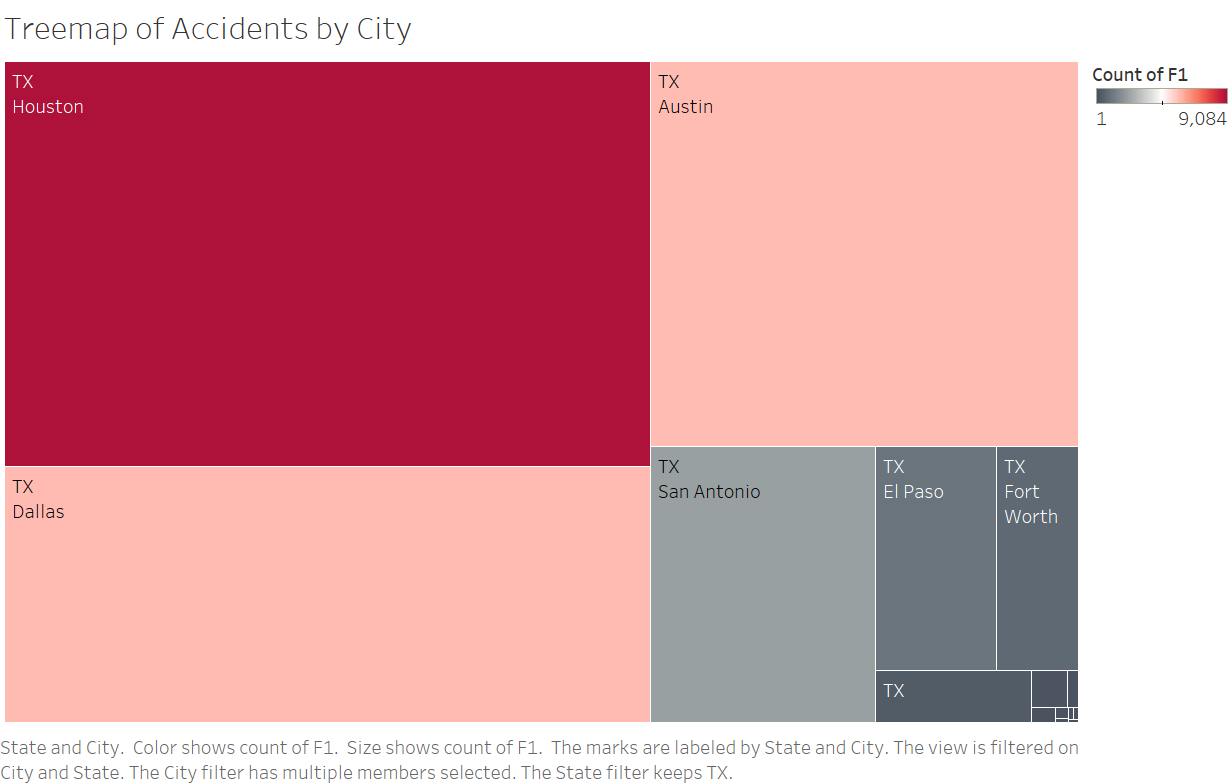 Treemap of Accidents by City
TX
Houston
TX
Austin
Count of F1
1
9,084
TX
Dallas
TX
San Antonio
TX
El Paso
TX
Fort
Worth
TX
State and City.  Color shows count of F1.  Size shows count of F1.  The marks are labeled by State and City. The view is filtered on
City and State. The City filter has multiple members selected. The State filter keeps TX.